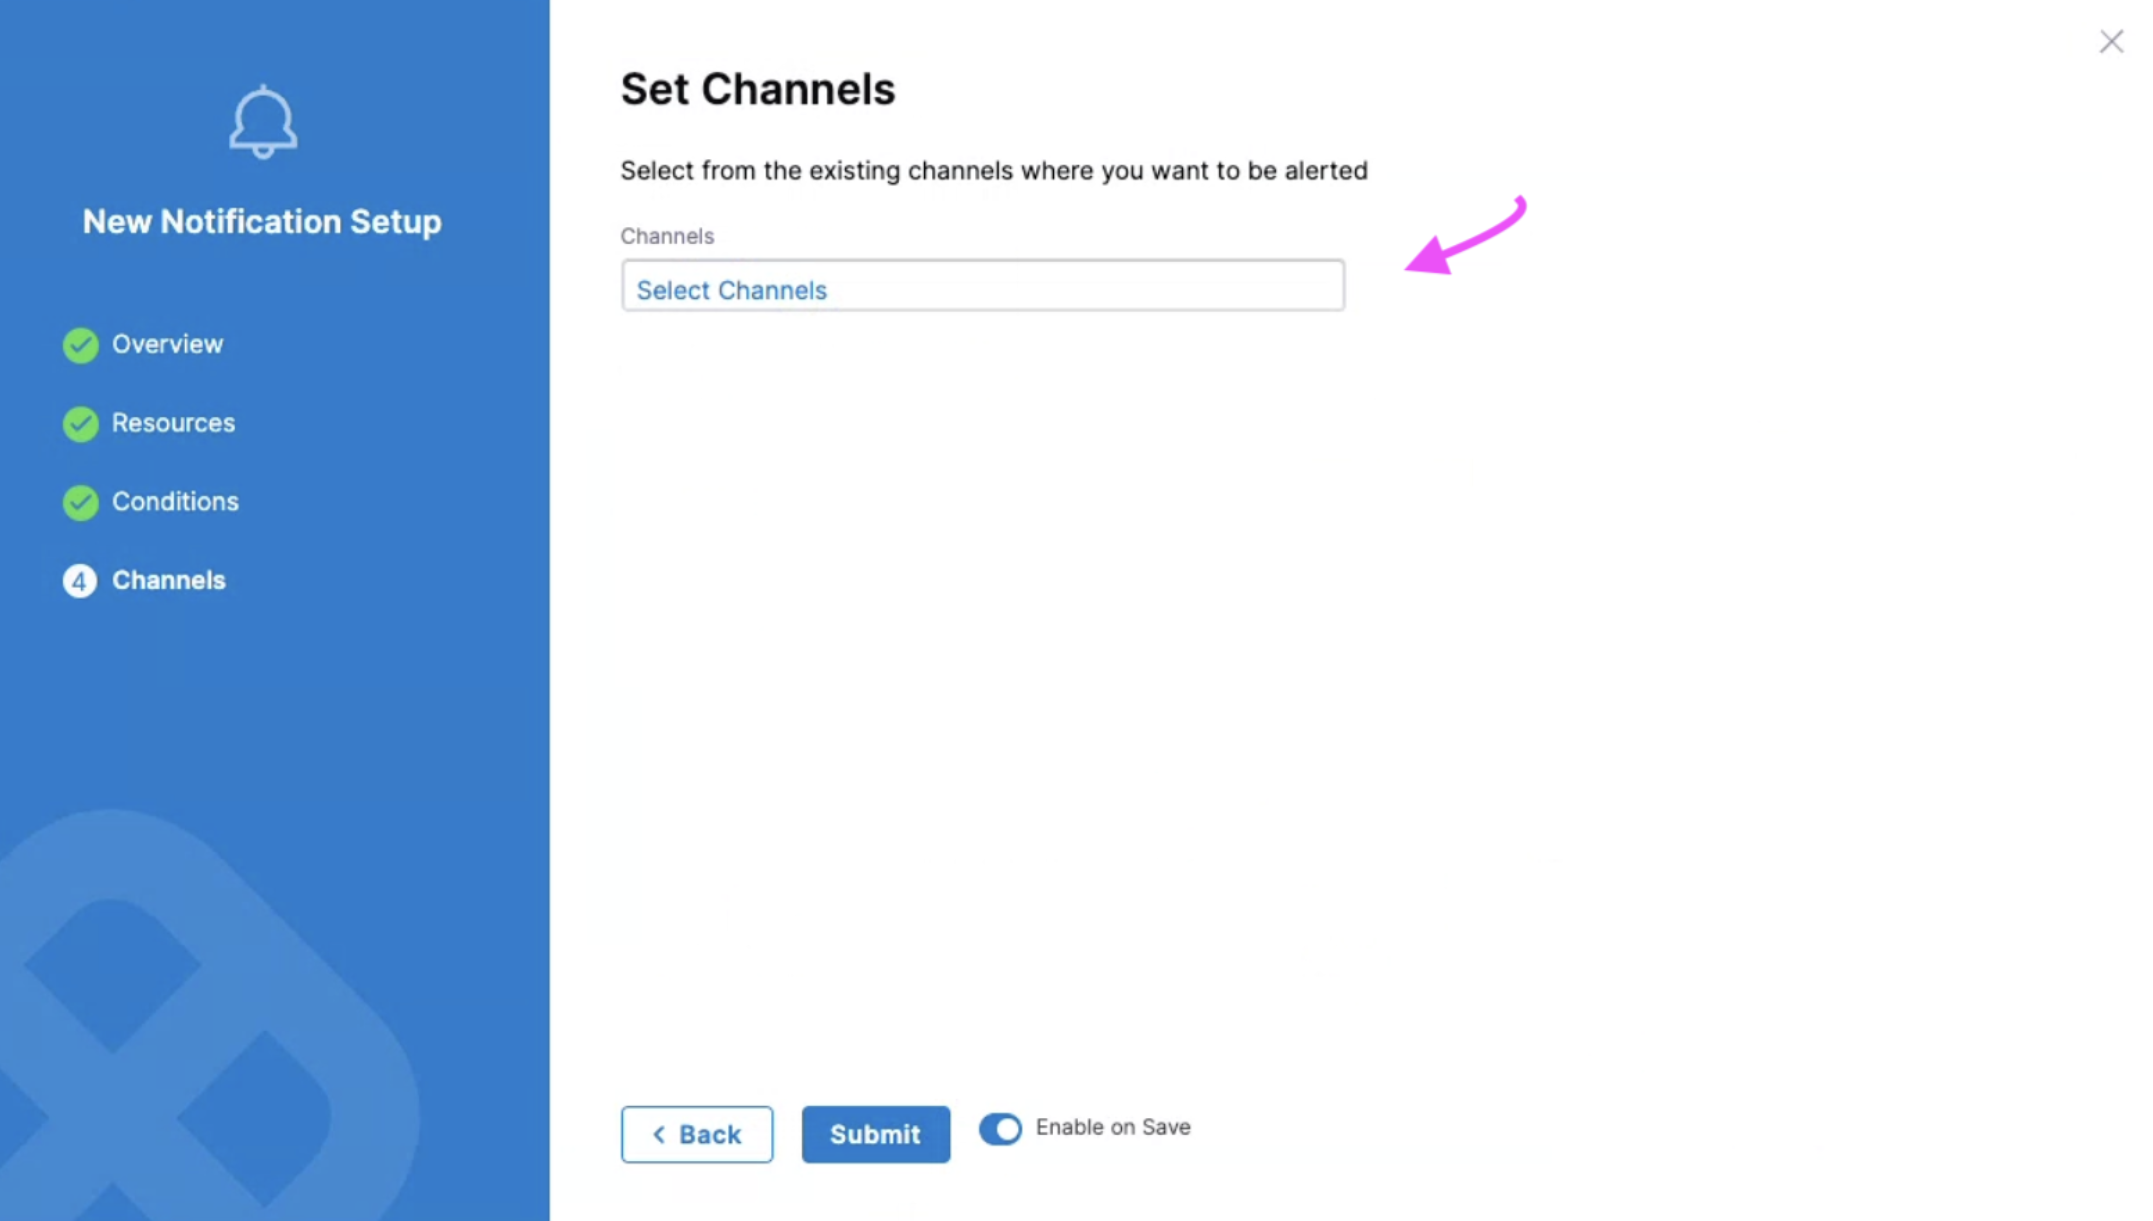 New Notification Setup
Overview
Resources
Conditions
4 Channels
Set Channels
Select from the existing channels where you want to be alerted
Channels
Select Channels
Back
Submit
Enable on Save